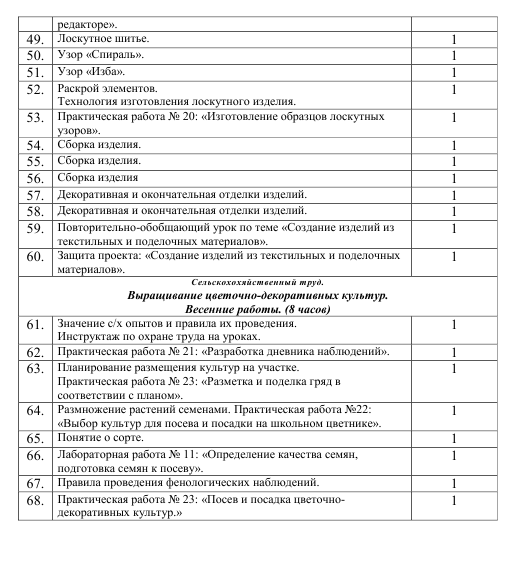 редакторе».
49. Лоскутное шитье. 1
50. Узор «Спираль». 1
51. Узор «Изба». 1
52. Раскрой элементов. 1
Технология изготовления лоскутного изделия.
53. Практическая работа № 20: «Изготовление образцов лоскутных 1
узоров».
54. Сборка изделия. 1
55. Сборка изделия. 1
56. Сборка изделия 1
57. Декоративная и окончательная отделки изделий. 1
58. Декоративная и окончательная отделки изделий. 1
59. Повторительно-обобщающий урок по теме «Создание изделий из 1
текстильных и поделочных материалов».
60. Защита проекта: «Создание изделий из текстильных и поделочных 1
материалов».
Сельскохохяйственный труд.
Выращивание цветочно-декоративных культур.
Весенние работы. (8 часов)
61. Значение с/х опытов и правила их проведения. 1
Инструктаж по охране труда на уроках.
62. Практическая работа № 21: «Разработка дневника наблюдений». 1
63. Планирование размещения культур на участке. 1
Практическая работа № 23: «Разметка и поделка гряд в
соответствии с планом».
64. Размножение растений семенами. Практическая работа №22: 1
«Выбор культур для посева и посадки на школьном цветнике».
65. Понятие о сорте. 1
66. Лабораторная работа № 11: «Определение качества семян, 1
подготовка семян к посеву».
67. Правила проведения фенологических наблюдений. 1
68. Практическая работа № 23: «Посев и посадка цветочно- 1
декоративных культур.»